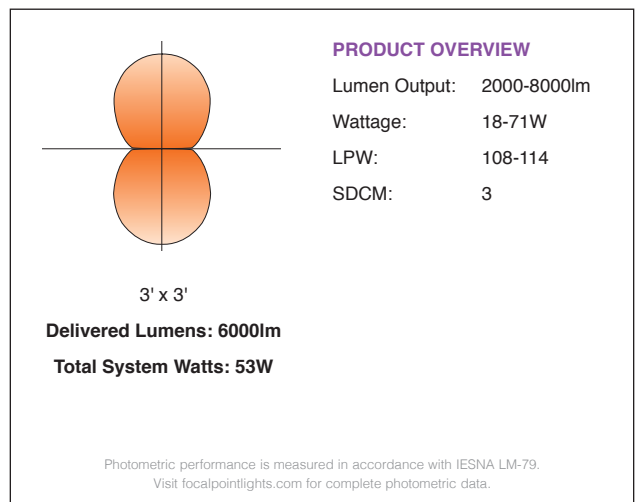 PRODUCT OVERVIEW
Lumen Output: 2000-8000lm
Wattage: 18-71W
LPW: 108-114
SDCM: 3
3' x 3'
Delivered Lumens: 6000lm
Total System Watts: 53W
Photometric performance is measured in accordance with IESNA LM-79.
Visit focalpointlights.com for complete photometric data.